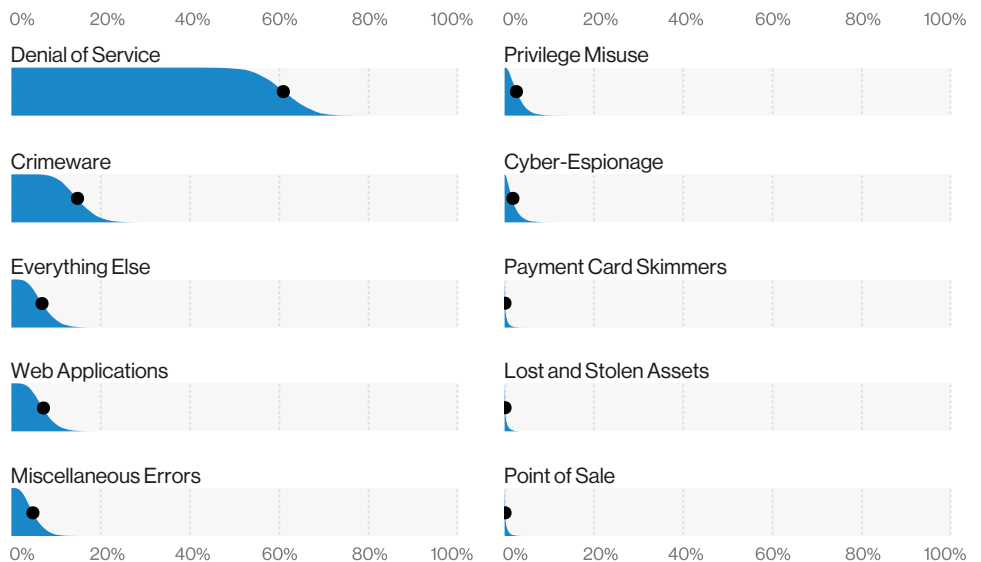 0% 20% 40% 60% 80% 100%
0% 20% 40% 60% 80% 100%
Denial of Service
Privilege Misuse
Crimeware
Cyber-Espionage
Everything Else
Payment Card Skimmers
Web Applications
Lost and Stolen Assets
Miscellaneous Errors
Point of Sale
0% 20% 40% 60% 80% 100%
0% 20% 40% 60% 80% 100%